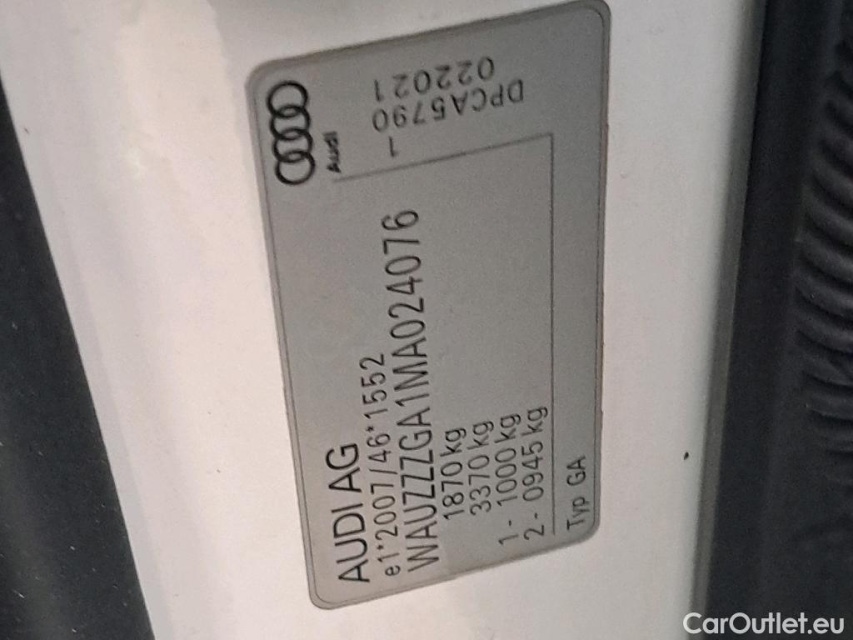 AUDI AG
e1*2007/46*1552
WAUZZZGA1MA024076
1870 kg
3370 kg
1 - 1000 kg
2 - 0945 kg
Typ GA
Audi
1
022021
DPCA5790
CarOutlet.eu